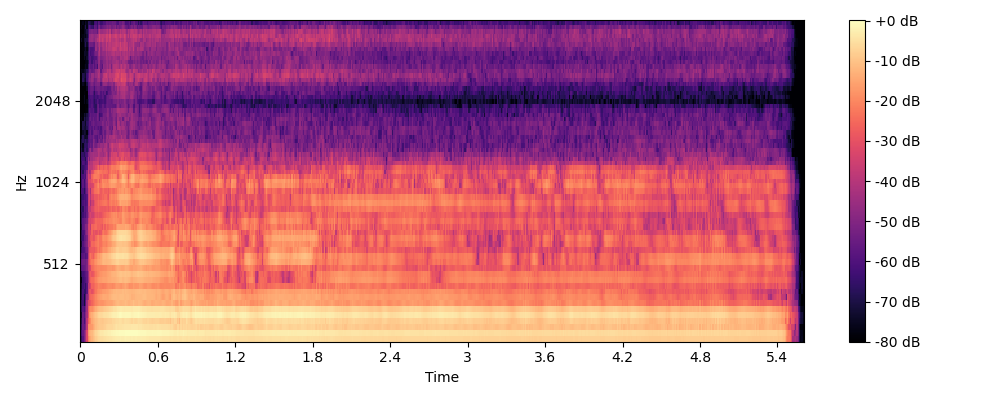 +0 dB
-10 dB
2048
-20 dB
-30 dB
Hz
1024
-40 dB
-50 dB
512
-60 dB
-70 dB
-80 dB
0 0.6 1.2 1.8 2.4 3 3.6 4.2 4.8 5.4
Time